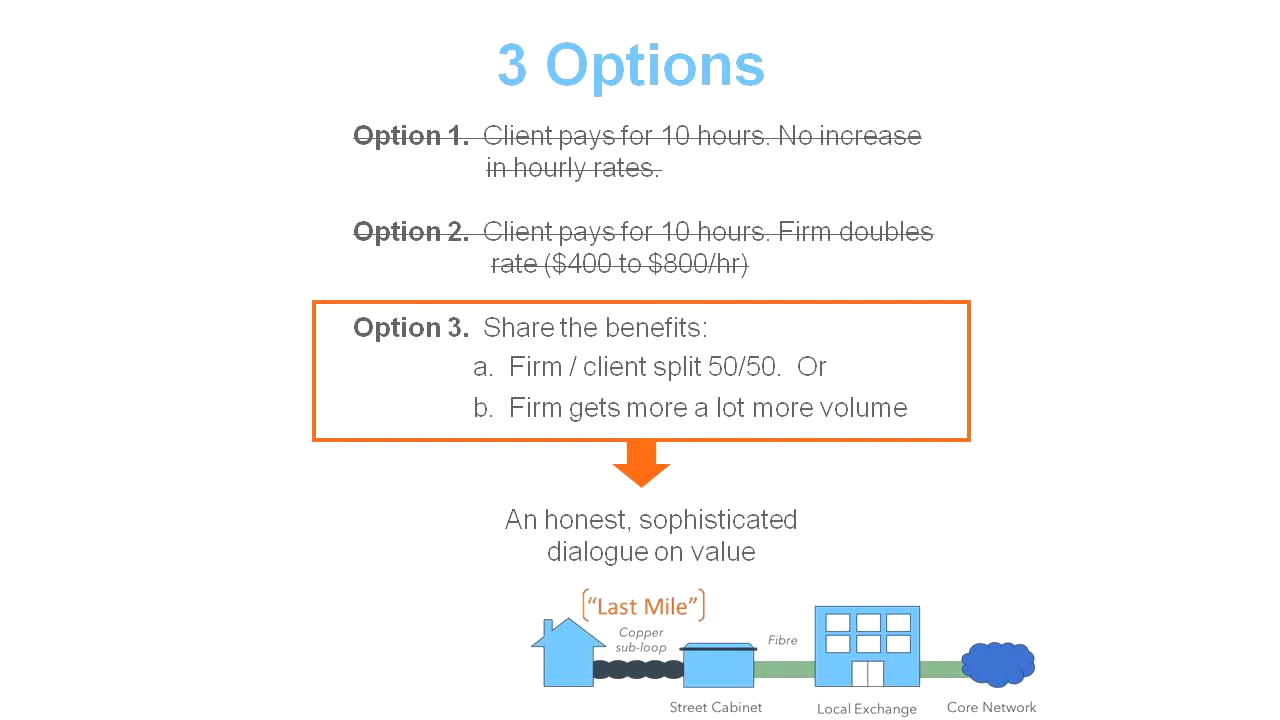 3 Options
Option 1. Client pays for 10 hours. No increase
in hourly rates.
Option 2. Client pays for 10 hours. Firm doubles
rate ($400 to $800/hr)
Option 3. Share the benefits:
a. Firm / client split 50/50. Or
b. Firm gets more a lot more volume
An honest, sophisticated
dialogue on value
("Last Mile")
Copper
sub-loop
Fibre
Street Cabinet
Local Exchange
Core Network